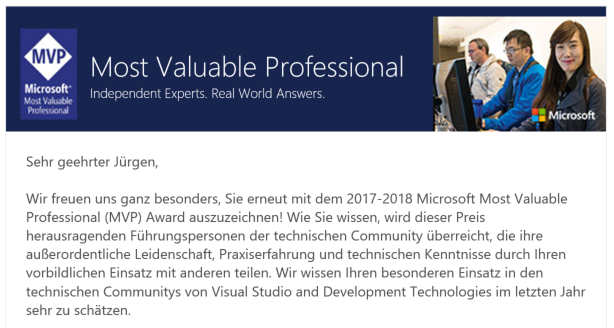 MVP
Microsoft®
Most Valuable
Professional
Most Valuable Professional
Independent Experts. Real World Answers.
Microsoft
Sehr geehrter Jürgen,
Wir freuen uns ganz besonders, Sie erneut mit dem 2017-2018 Microsoft Most Valuable
Professional (MVP) Award auszuzeichnen! Wie Sie wissen, wird dieser Preis
herausragenden Führungspersonen der technischen Community überreicht, die ihre
außerordentliche Leidenschaft, Praxiserfahrung und technischen Kenntnisse durch Ihren
vorbildlichen Einsatz mit anderen teilen. Wir wissen Ihren besonderen Einsatz in den
technischen Communitys von Visual Studio and Development Technologies im letzten Jahr
sehr zu schätzen.